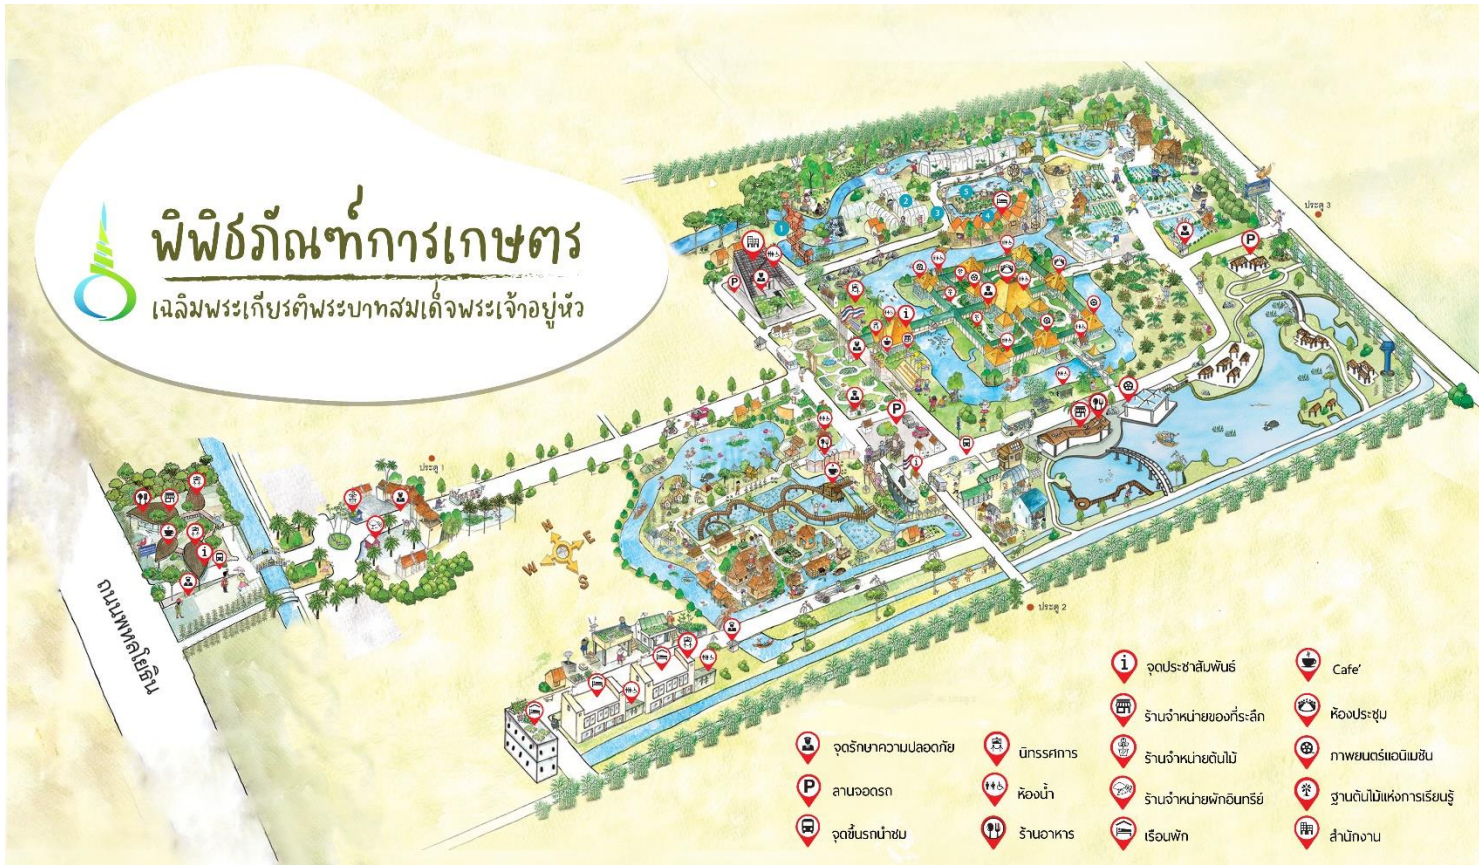 พิพิธภัณฑ์การเกษตร
เฉลิมพระเกียรติพระบาทสมเด็จพระเจ้าอยู่หัว
ประตู 3
1
2
3
4
5
P
P
P
i
i
ประตู 1
i
N
E
W
S
ถนนพหลโยธิน
ประตู 2
i จุดประชาสัมพันธ์
Cafe'
ร้านจำหน่ายของที่ระลึก
ห้องประชุม
จุดรักษาความปลอดภัย
นิทรรศการ
ร้านจำหน่ายต้นไม้
ภาพยนตร์แอนิเมชัน
P ลานจอดรถ
ห้องน้ำ
ร้านจำหน่ายผักอินทรีย์
ฐานต้นไม้แห่งการเรียนรู้
จุดขึ้นรถนำชม
ร้านอาหาร
เรือนพัก
สำนักงาน